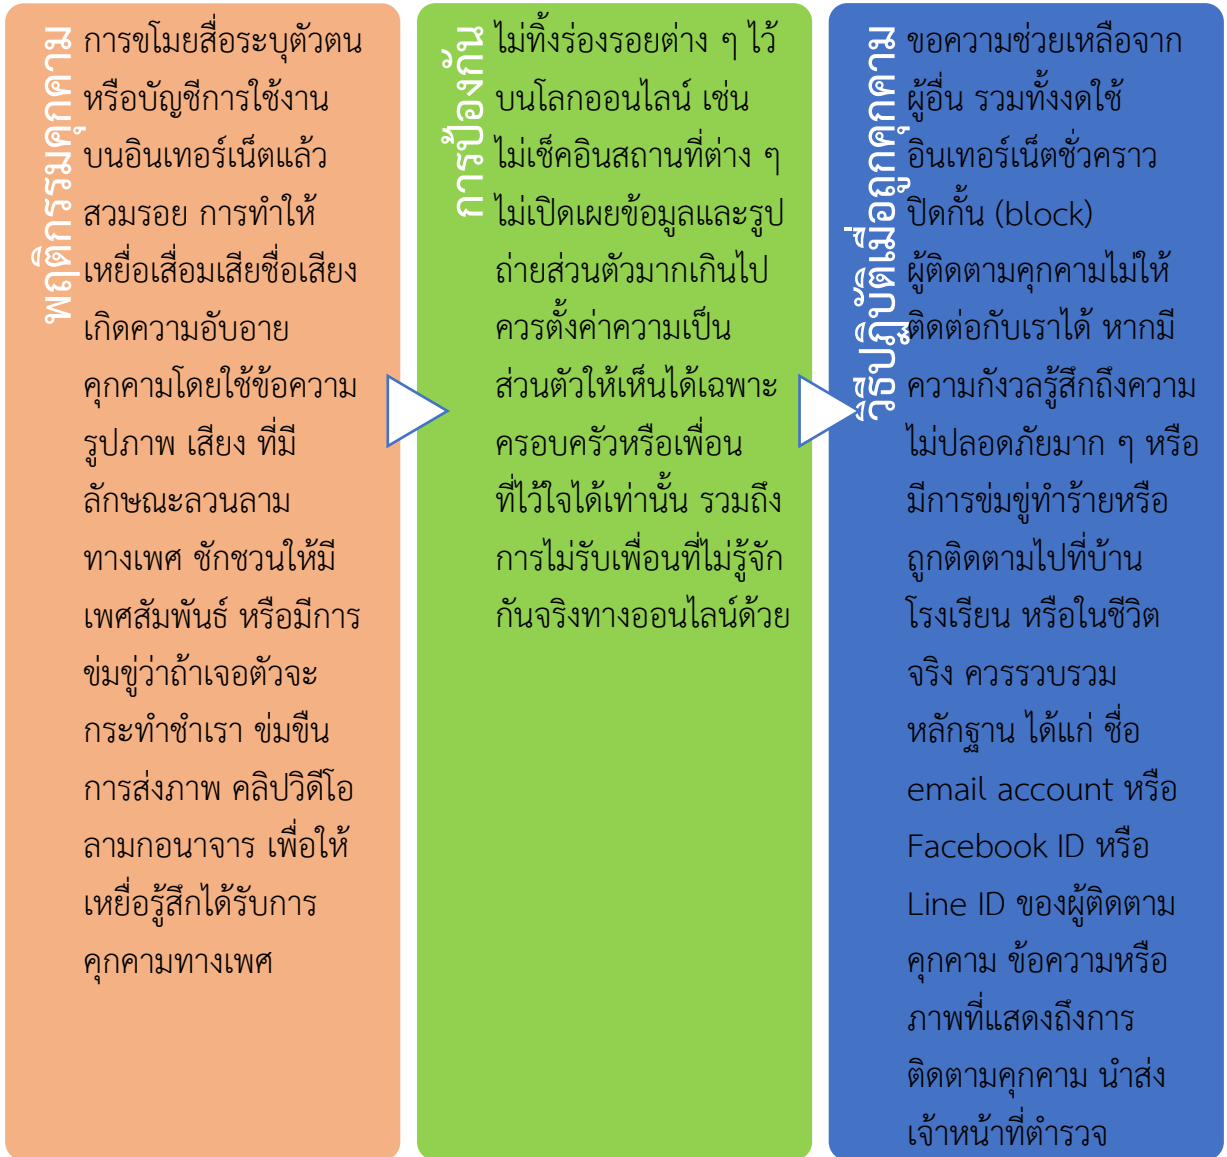 พฤติกรรมคุกคาม
การขโมยสื่อระบุตัวตน
หรือบัญชีการใช้งาน
บนอินเทอร์เน็ตแล้ว
สวมรอย การทำให้
เหยื่อเสื่อมเสียชื่อเสียง
เกิดความอับอาย
คุกคามโดยใช้ข้อความ
รูปภาพ เสียง ที่มี
ลักษณะลวนลาม
ทางเพศ ชักชวนให้มี
เพศสัมพันธ์ หรือมีการ
ข่มขู่ว่าถ้าเจอตัวจะ
กระทำชำเรา ข่มขืน
การส่งภาพ คลิปวิดีโอ
ลามกอนาจาร เพื่อให้
เหยื่อรู้สึกได้รับการ
คุกคามทางเพศ
การป้องกัน
ไม่ทิ้งร่องรอยต่าง ๆ ไว้
บนโลกออนไลน์ เช่น
ไม่เช็คอินสถานที่ต่าง ๆ
ไม่เปิดเผยข้อมูลและรูป
ถ่ายส่วนตัวมากเกินไป
ควรตั้งค่าความเป็น
ส่วนตัวให้เห็นได้เฉพาะ
ครอบครัวหรือเพื่อน
ที่ไว้ใจได้เท่านั้น รวมถึง
การไม่รับเพื่อนที่ไม่รู้จัก
กันจริงทางออนไลน์ด้วย
วิธีปฏิบัติเมื่อถูกคุกคาม
ขอความช่วยเหลือจาก
ผู้อื่น รวมทั้งงดใช้
อินเทอร์เน็ตชั่วคราว
ปิดกั้น (block)
ผู้ติดตามคุกคามไม่ให้
ติดต่อกับเราได้ หากมี
ความกังวลรู้สึกถึงความ
ไม่ปลอดภัยมาก ๆ หรือ
มีการข่มขู่ทำร้ายหรือ
ถูกติดตามไปที่บ้าน
โรงเรียน หรือในชีวิต
จริง ควรรวบรวม
หลักฐาน ได้แก่ ชื่อ
email account หรือ
Facebook ID หรือ
Line ID ของผู้ติดตาม
คุกคาม ข้อความหรือ
ภาพที่แสดงถึงการ
ติดตามคุกคาม นำส่ง
เจ้าหน้าที่ตำรวจ